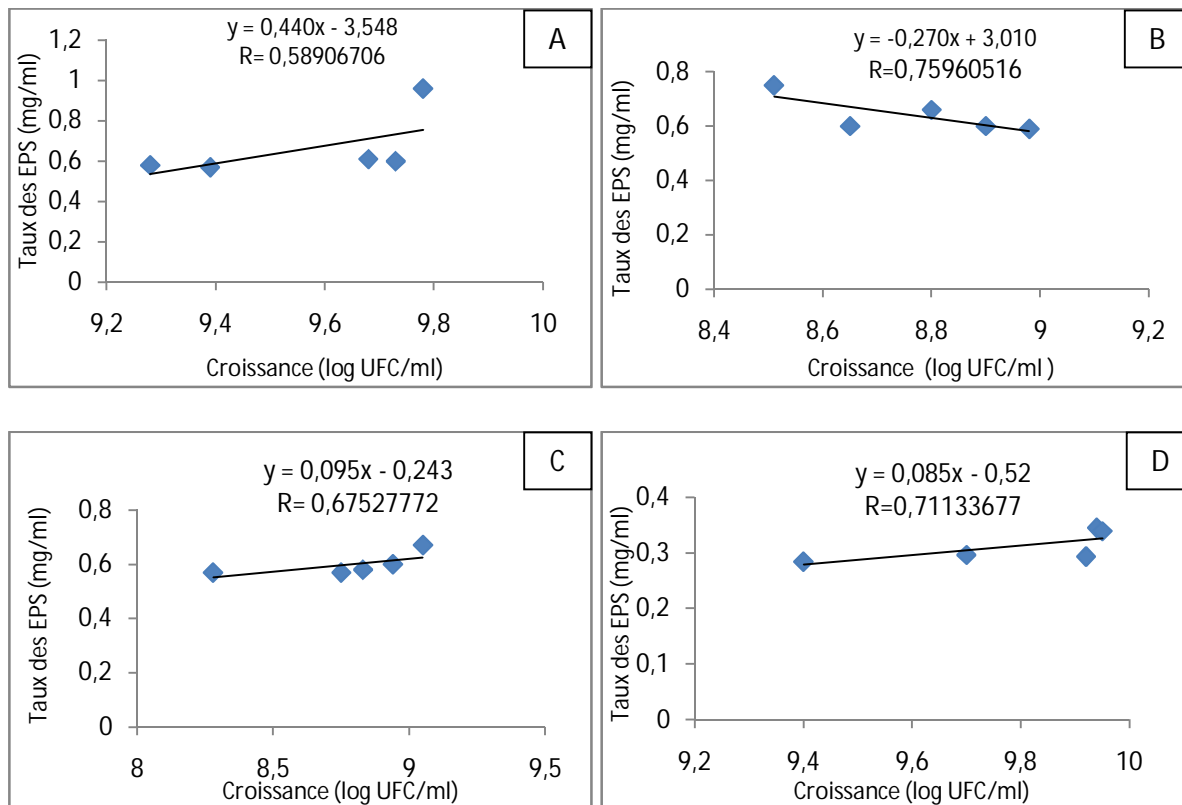 A
y = 0,440x - 3,548
R= 0,58906706
Taux des EPS (mg/ml)
1,2
1
0,8
0,6
0,4
0,2
0
9,2 9,4 9,6 9,8 10
Croissance (log UFC/ml)
B
y = -0,270x + 3,010
R=0,75960516
Taux des EPS (mg/ml)
0,8
0,6
0,4
0,2
0
8,4 8,6 8,8 9 9,2
Croissance (log UFC/ml )
C
y = 0,095x - 0,243
R= 0,67527772
Taux des EPS (mg/ml)
0,8
0,6
0,4
0,2
0
8 8,5 9 9,5
Croissance (log UFC/ml)
D
y = 0,085x - 0,52
R=0,71133677
Taux des EPS (mg/ml)
0,4
0,3
0,2
0,1
0
9,2 9,4 9,6 9,8 10
Croissance (log UFC/ml)